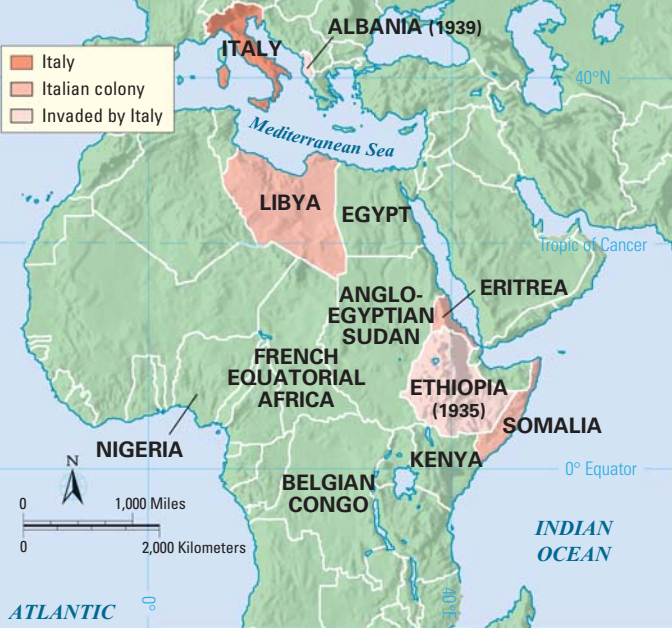 ALBANIA (1939)
ITALY
Italy
Italian colony
Invaded by Italy
40°N
Mediterranean Sea
LIBYA
EGYPT
Tropic of Cancer
ERITREA
ANGLO-
EGYPTIAN
SUDAN
FRENCH
EQUATORIAL
AFRICA
ETHIOPIA
(1935)
SOMALIA
NIGERIA
KENYA
0° Equator
BELGIAN
CONGO
N
0 1,000 Miles
0 2,000 Kilometers
INDIAN
OCEAN
ATLANTIC
0°
40°E